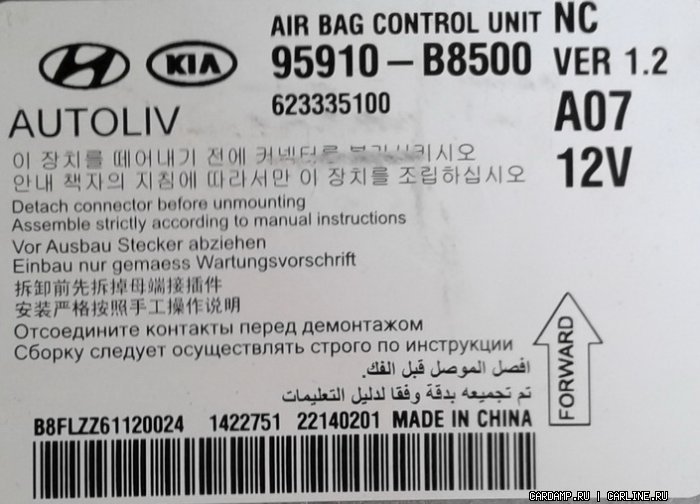 AIR BAG CONTROL UNIT NC
KIA 95910-B8500 VER 1.2
AUTOLIV 623335100 A07
이 장치를 떼어내기 전에 커넥터를 분리시키시오
안내 책자의 지침에 따라서만 이 장치를 조립하십시오 12V
Detach connector before unmounting
Assemble strictly according to manual instructions
Vor Ausbau Stecker abziehen
Einbau nur gemaess Wartungsvorschrift
拆卸前先拆掉母端接插件
安装严格按照手工操作说明
Отсоедините контакты перед демонтажом
Сборку следует осуществлять строго по инструкции
افصل الموصل قبل الفك.
تم تجميعه بدقة وفقا لدليل التعليمات
FORWARD
B8FLZZ61120024 1422751 22140201 MADE IN CHINA
CARDAMP.RU | CARLINE.RU